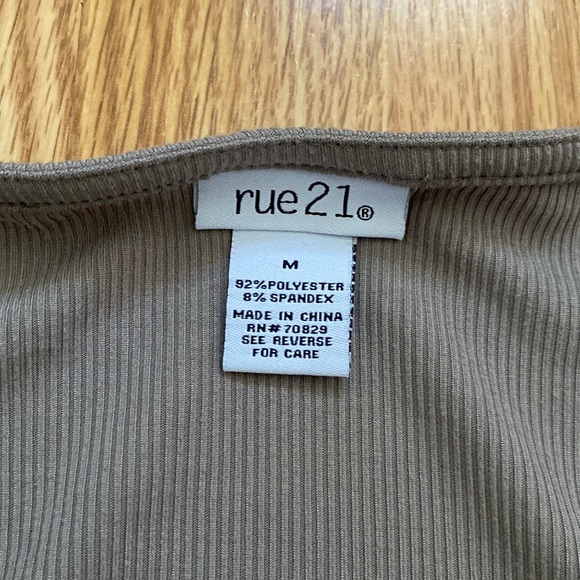 rue21®
M
92%POLYESTER
8% SPANDEX
MADE IN CHINA
RN#70829
SEE REVERSE
FOR CARE